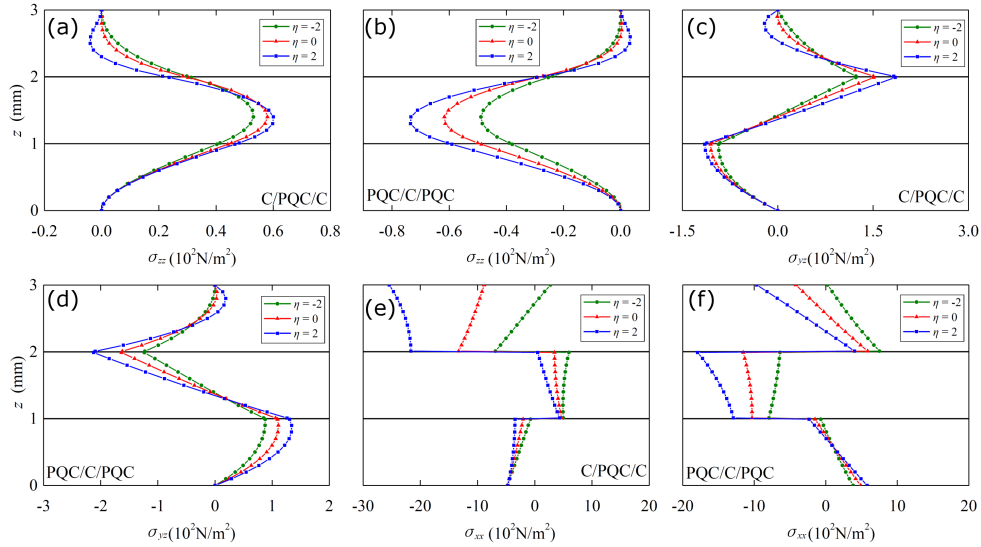 (a)
η = -2
η = 0
η = 2
C/PQC/C
z (mm)
3
2
1
0
-0.2 0.0 0.2 0.4 0.6 0.8 1.0
σzz (10²N/m²)
(b)
η = -2
η = 0
η = 2
PQC/C/PQC
-0.8 -0.6 -0.4 -0.2 0.0
σzz (10²N/m²)
(c)
η = -2
η = 0
η = 2
C/PQC/C
-1.5 0.0 1.5 3.0
σyz (10²N/m²)
(d)
η = -2
η = 0
η = 2
PQC/C/PQC
z (mm)
3
2
1
0
-3 -2 -1 0 1 2 3
σyz (10²N/m²)
(e)
η = -2
η = 0
η = 2
C/PQC/C
-30 -20 -10 0 10 20
σxx (10²N/m²)
(f)
η = -2
η = 0
η = 2
PQC/C/PQC
-20 -10 0 10 20
σxx (10²N/m²)